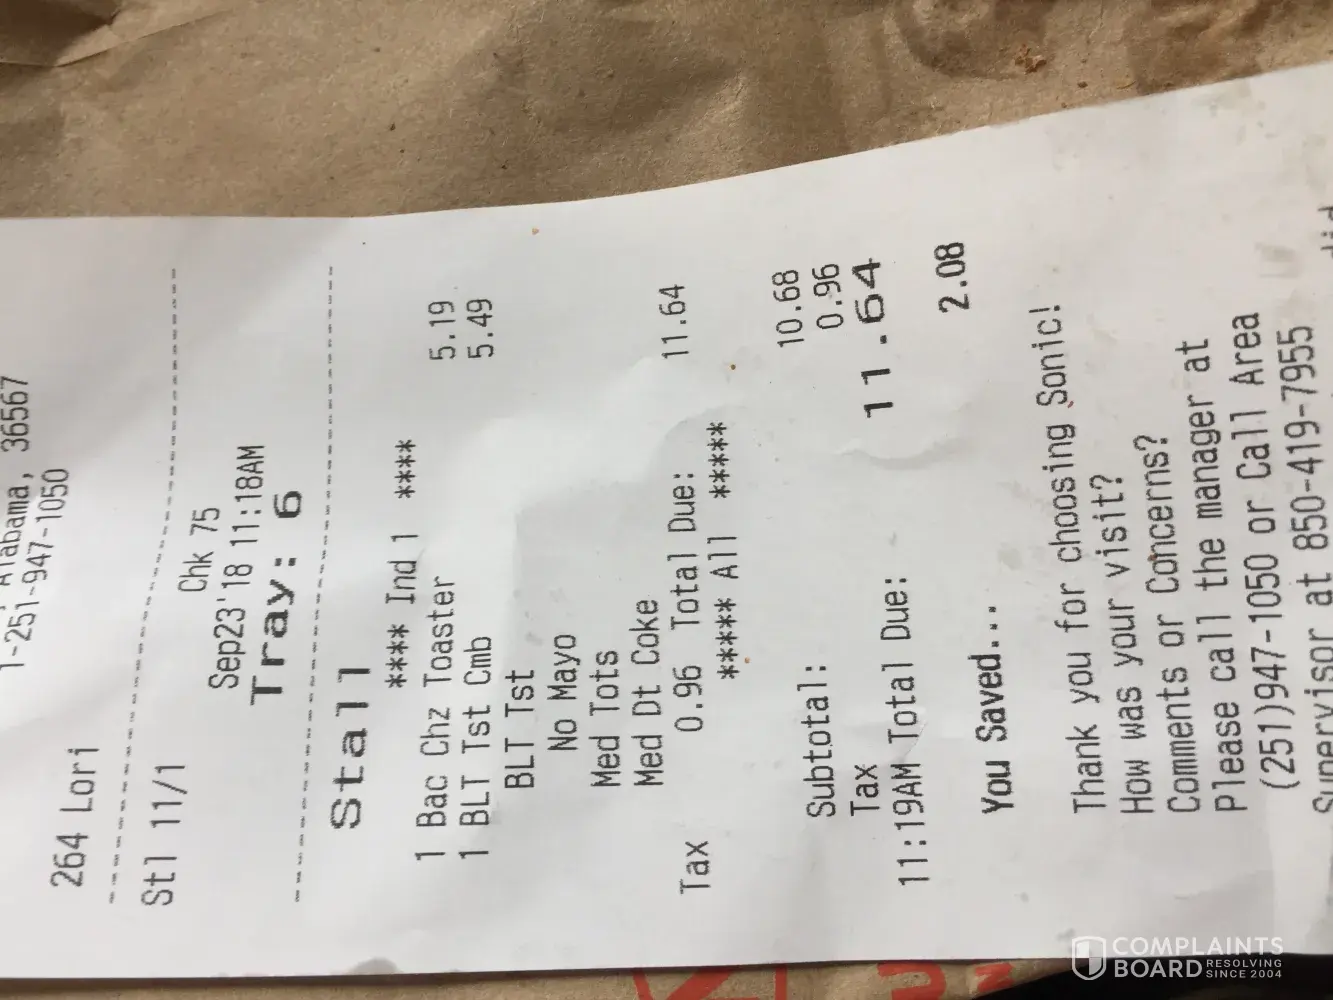 Alabama, 36567
1-251-947-1050
264 Lori
Stl 11/1
Chk 75
Sep23'18 11:18AM
Tray: 6
Stall
**** Ind 1 ****
1 Bac Chz Toaster 5.19
1 BLT Tst Cmb 5.49
BLT Tst
No Mayo
Med Tots
Med Dt Coke
Tax 0.96 Total Due: 11.64
***** All *****
Subtotal: 10.68
Tax 0.96
11:19AM Total Due: 11.64
You Saved... 2.08
Thank you for choosing Sonic!
How was your visit?
Comments or Concerns?
Please call the manager at
(251)947-1050 or Call Area
Supervisor at 850-419-7955
COMPLAINTS
BOARD RESOLVING
SINCE 2004